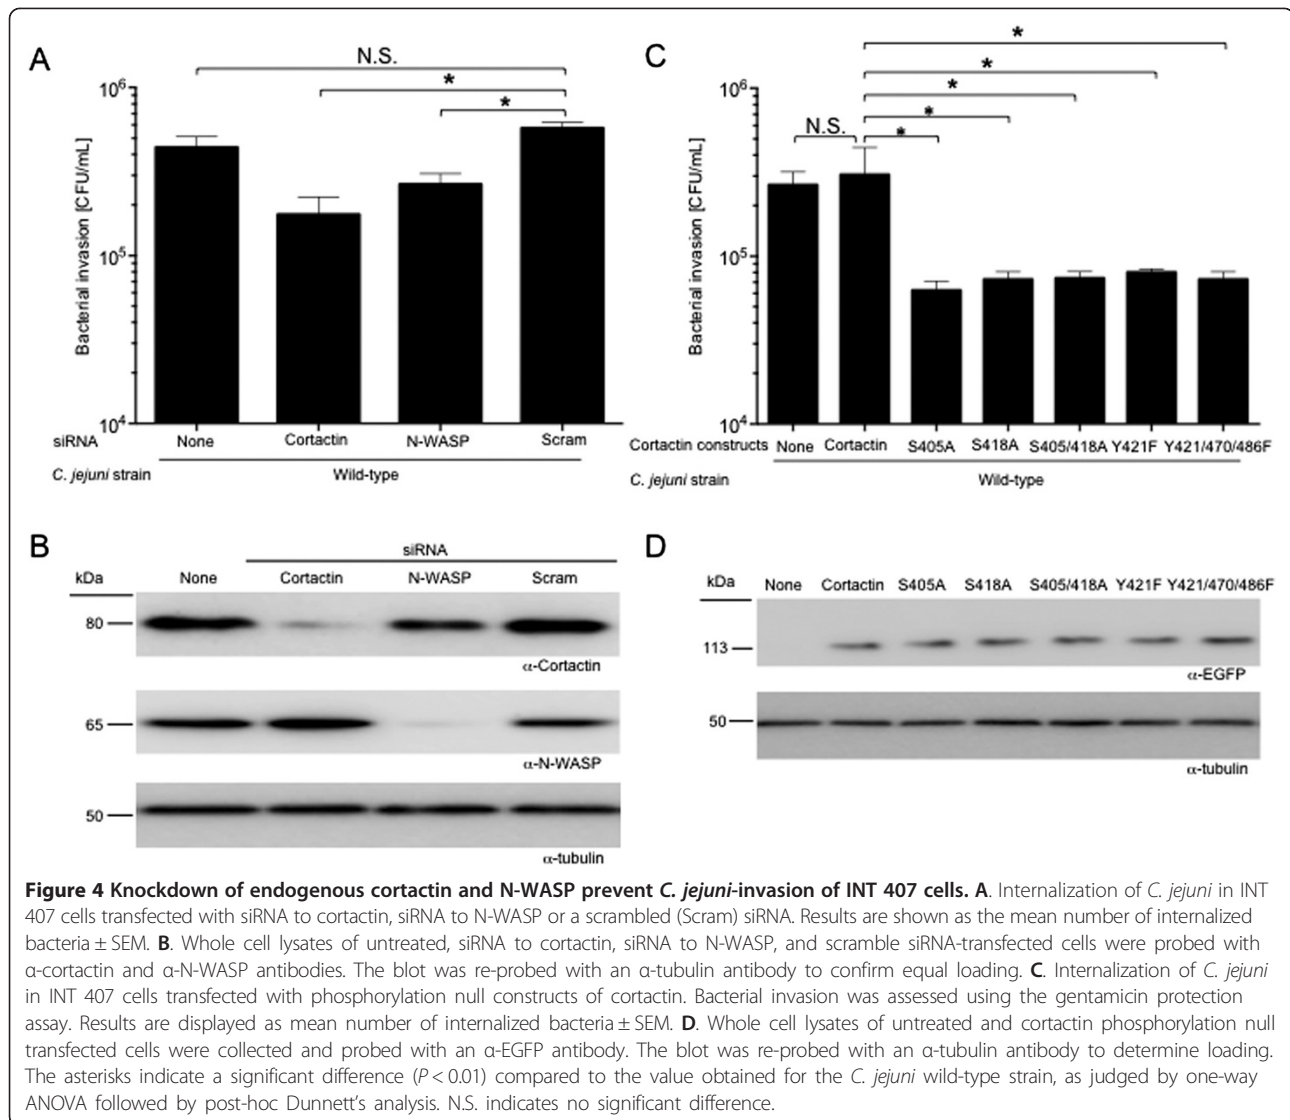 A
N.S.
*
*
Bacterial invasion [CFU/mL]
10^6
10^5
10^4
siRNA None Cortactin N-WASP Scram
C. jejuni strain Wild-type
C
*
*
*
*
*
N.S.
Bacterial invasion [CFU/mL]
10^6
10^5
10^4
Cortactin constructs None Cortactin S405A S418A S405/418A Y421F Y421/470/486F
C. jejuni strain Wild-type
B
siRNA
kDa None Cortactin N-WASP Scram
80
α-Cortactin
65
α-N-WASP
50
α-tubulin
D
kDa None Cortactin S405A S418A S405/418A Y421F Y421/470/486F
113
α-EGFP
50
α-tubulin
Figure 4 Knockdown of endogenous cortactin and N-WASP prevent C. jejuni-invasion of INT 407 cells. A. Internalization of C. jejuni in INT
407 cells transfected with siRNA to cortactin, siRNA to N-WASP or a scrambled (Scram) siRNA. Results are shown as the mean number of internalized
bacteria ± SEM. B. Whole cell lysates of untreated, siRNA to cortactin, siRNA to N-WASP, and scramble siRNA-transfected cells were probed with
α-cortactin and α-N-WASP antibodies. The blot was re-probed with an α-tubulin antibody to confirm equal loading. C. Internalization of C. jejuni
in INT 407 cells transfected with phosphorylation null constructs of cortactin. Bacterial invasion was assessed using the gentamicin protection
assay. Results are displayed as mean number of internalized bacteria ± SEM. D. Whole cell lysates of untreated and cortactin phosphorylation null
transfected cells were collected and probed with an α-EGFP antibody. The blot was re-probed with an α-tubulin antibody to determine loading.
The asterisks indicate a significant difference (P < 0.01) compared to the value obtained for the C. jejuni wild-type strain, as judged by one-way
ANOVA followed by post-hoc Dunnett's analysis. N.S. indicates no significant difference.